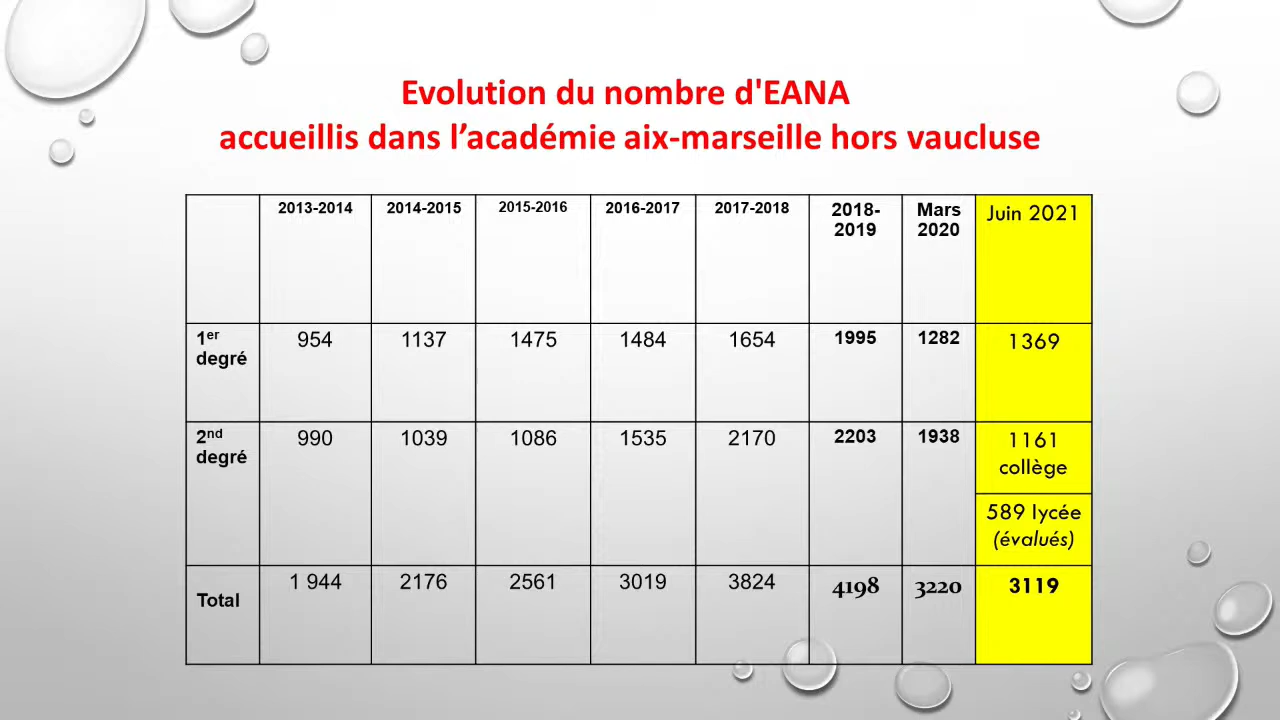 Evolution du nombre d'EANA
accueillis dans l’académie aix-marseille hors vaucluse
2013-2014 2014-2015 2015-2016 2016-2017 2017-2018 2018-2019 Mars 2020 Juin 2021
1er degré 954 1137 1475 1484 1654 1995 1282 1369
2nd degré 990 1039 1086 1535 2170 2203 1938 1161 collège
589 lycée
(évalués)
Total 1 944 2176 2561 3019 3824 4198 3220 3119